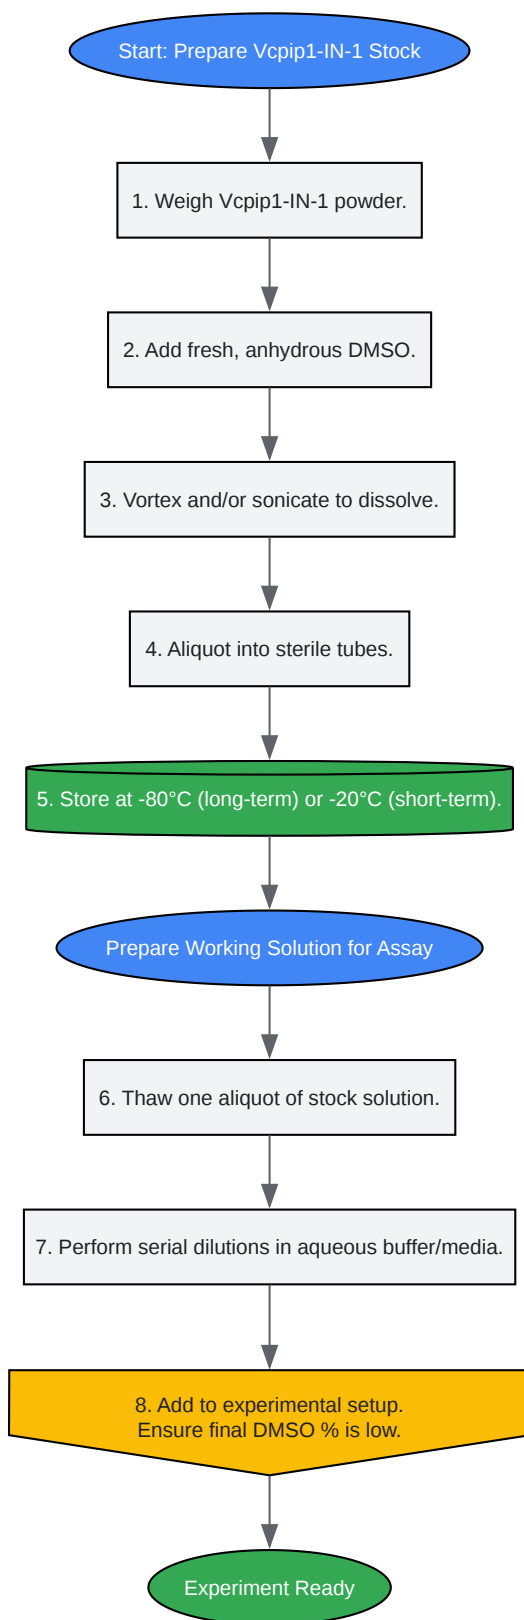 Start: Prepare Vcpip1-IN-1 Stock
1. Weigh Vcpip1-IN-1 powder.
2. Add fresh, anhydrous DMSO.
3. Vortex and/or sonicate to dissolve.
4. Aliquot into sterile tubes.
5. Store at -80°C (long-term) or -20°C (short-term).
Prepare Working Solution for Assay
6. Thaw one aliquot of stock solution.
7. Perform serial dilutions in aqueous buffer/media.
8. Add to experimental setup.
Ensure final DMSO % is low.
Experiment Ready